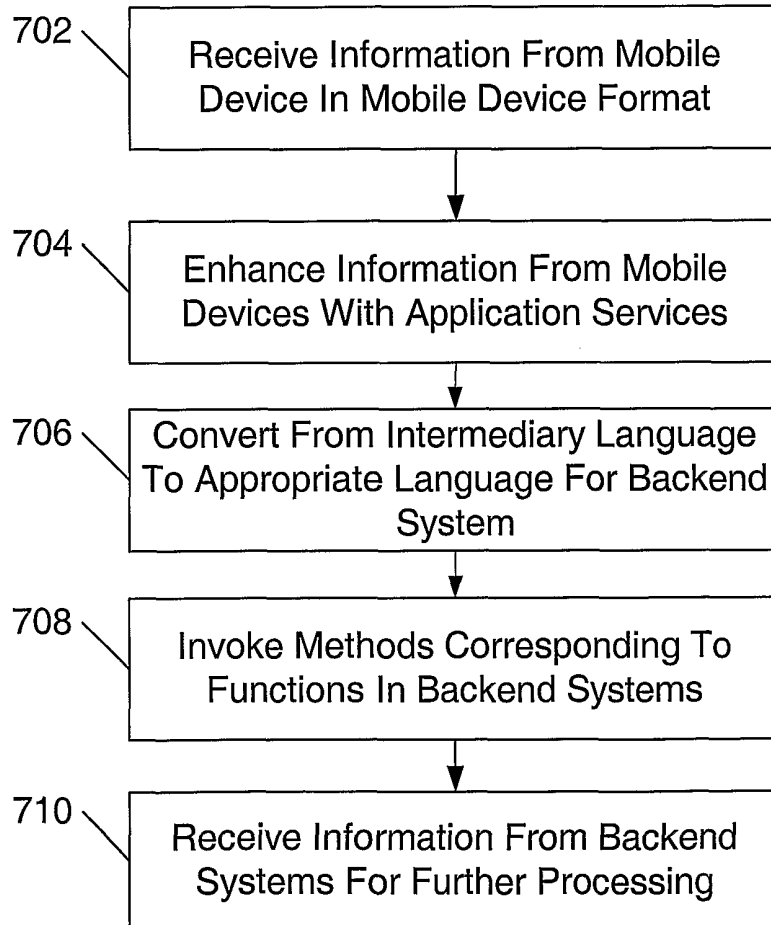 702
Receive Information From Mobile
Device In Mobile Device Format
704
Enhance Information From Mobile
Devices With Application Services
706
Convert From Intermediary Language
To Appropriate Language For Backend
System
708
Invoke Methods Corresponding To
Functions In Backend Systems
710
Receive Information From Backend
Systems For Further Processing